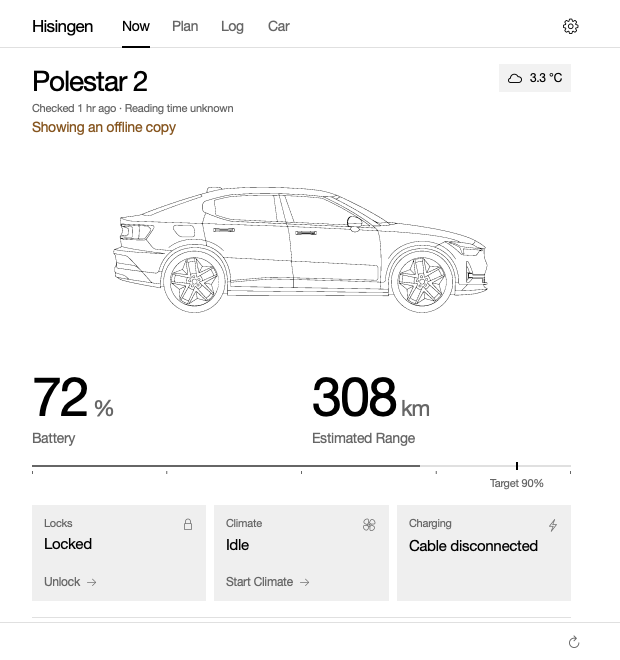 Hisingen
Now
Plan
Log
Car
Polestar 2
3.3 °C
Checked 1 hr ago · Reading time unknown
Showing an offline copy
72 %
308 km
Battery
Estimated Range
Target 90%
Locks
Locked
Unlock →
Climate
Idle
Start Climate →
Charging
Cable disconnected